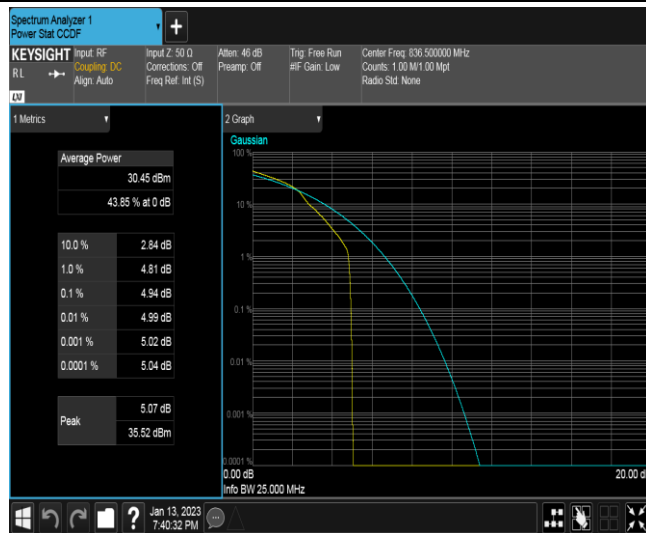 Spectrum Analyzer 1
Power Stat CCDF
+
KEYSIGHT
RL
LXI
Input: RF
Coupling: DC
Align: Auto
Input Z: 50 Ω
Corrections: Off
Freq Ref: Int (S)
Atten: 46 dB
Preamp: Off
Trig: Free Run
#IF Gain: Low
Center Freq: 836.500000 MHz
Counts: 1.00 M/1.00 Mpt
Radio Std: None
1 Metrics
Average Power
30.45 dBm
43.85 % at 0 dB
10.0 % 2.84 dB
1.0 % 4.81 dB
0.1 % 4.94 dB
0.01 % 4.99 dB
0.001 % 5.02 dB
0.0001 % 5.04 dB
Peak
5.07 dB
35.52 dBm
2 Graph
Gaussian
100 %
10 %
1 %
0.1 %
0.01 %
0.001 %
0.0001 %
0.00 dB
20.00 d
Info BW 25.000 MHz
?
Jan 13, 2023
7:40:32 PM